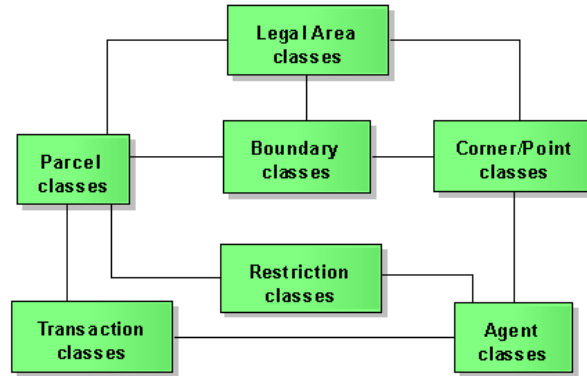 Legal Area
classes
Parcel
classes
Boundary
classes
Corner/Point
classes
Restriction
classes
Transaction
classes
Agent
classes